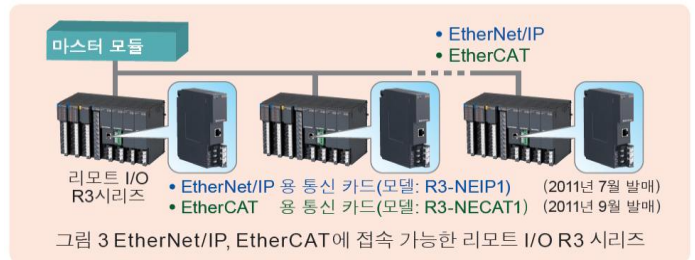 마스터 모듈
• EtherNet/IP
• EtherCAT
리모트 I/O
R3시리즈
• EtherNet/IP 용 통신 카드(모델: R3-NEIP1) (2011년 7월 발매)
• EtherCAT 용 통신 카드(모델: R3-NECAT1) (2011년 9월 발매)
그림 3 EtherNet/IP, EtherCAT에 접속 가능한 리모트 I/O R3 시리즈